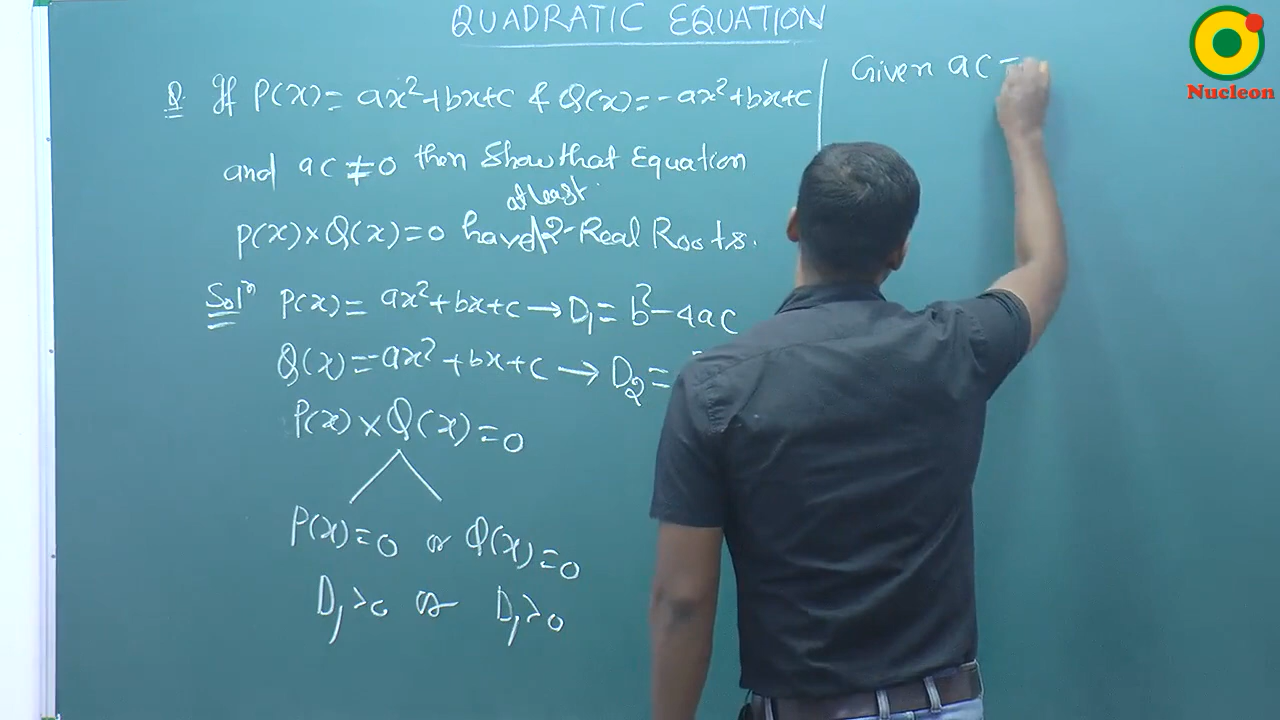 QUADRATIC EQUATION
Q If P(x)= ax²+bx+c & Q(x)=-ax²+bx+c
and ac≠0 then Show that Equation
atleast
P(x)×Q(x)=0 have 2-Real Roots.
Solⁿ P(x)= ax²+bx+c → D₁= b²-4ac
Q(x)=-ax²+bx+c → D₂=
P(x)×Q(x)=0
P(x)=0 or Q(x)=0
D₁>0 or D₁>0
Given ac=
Nucleon